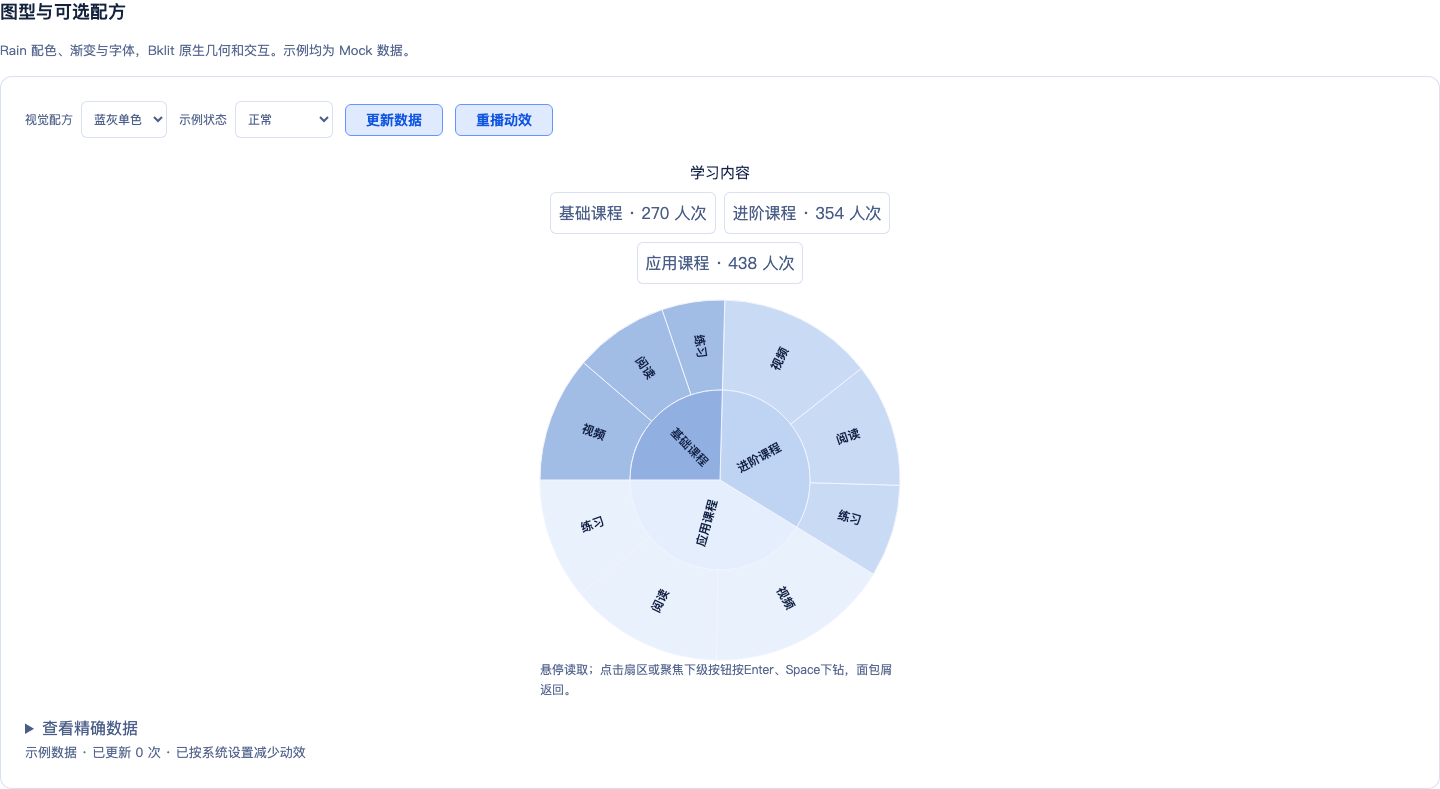 图型与可选配方
Rain 配色、渐变与字体，Bklit 原生几何和交互。示例均为 Mock 数据。
视觉配方 蓝灰单色 示例状态 正常 更新数据 重播动效
学习内容
基础课程 · 270 人次 进阶课程 · 354 人次
应用课程 · 438 人次
练习
视频
阅读
视频
阅读
基础课程
进阶课程
练习
应用课程
练习
阅读
视频
悬停读取；点击扇区或聚焦下级按钮按Enter、Space下钻，面包屑
返回。
查看精确数据
示例数据 · 已更新 0 次 · 已按系统设置减少动效